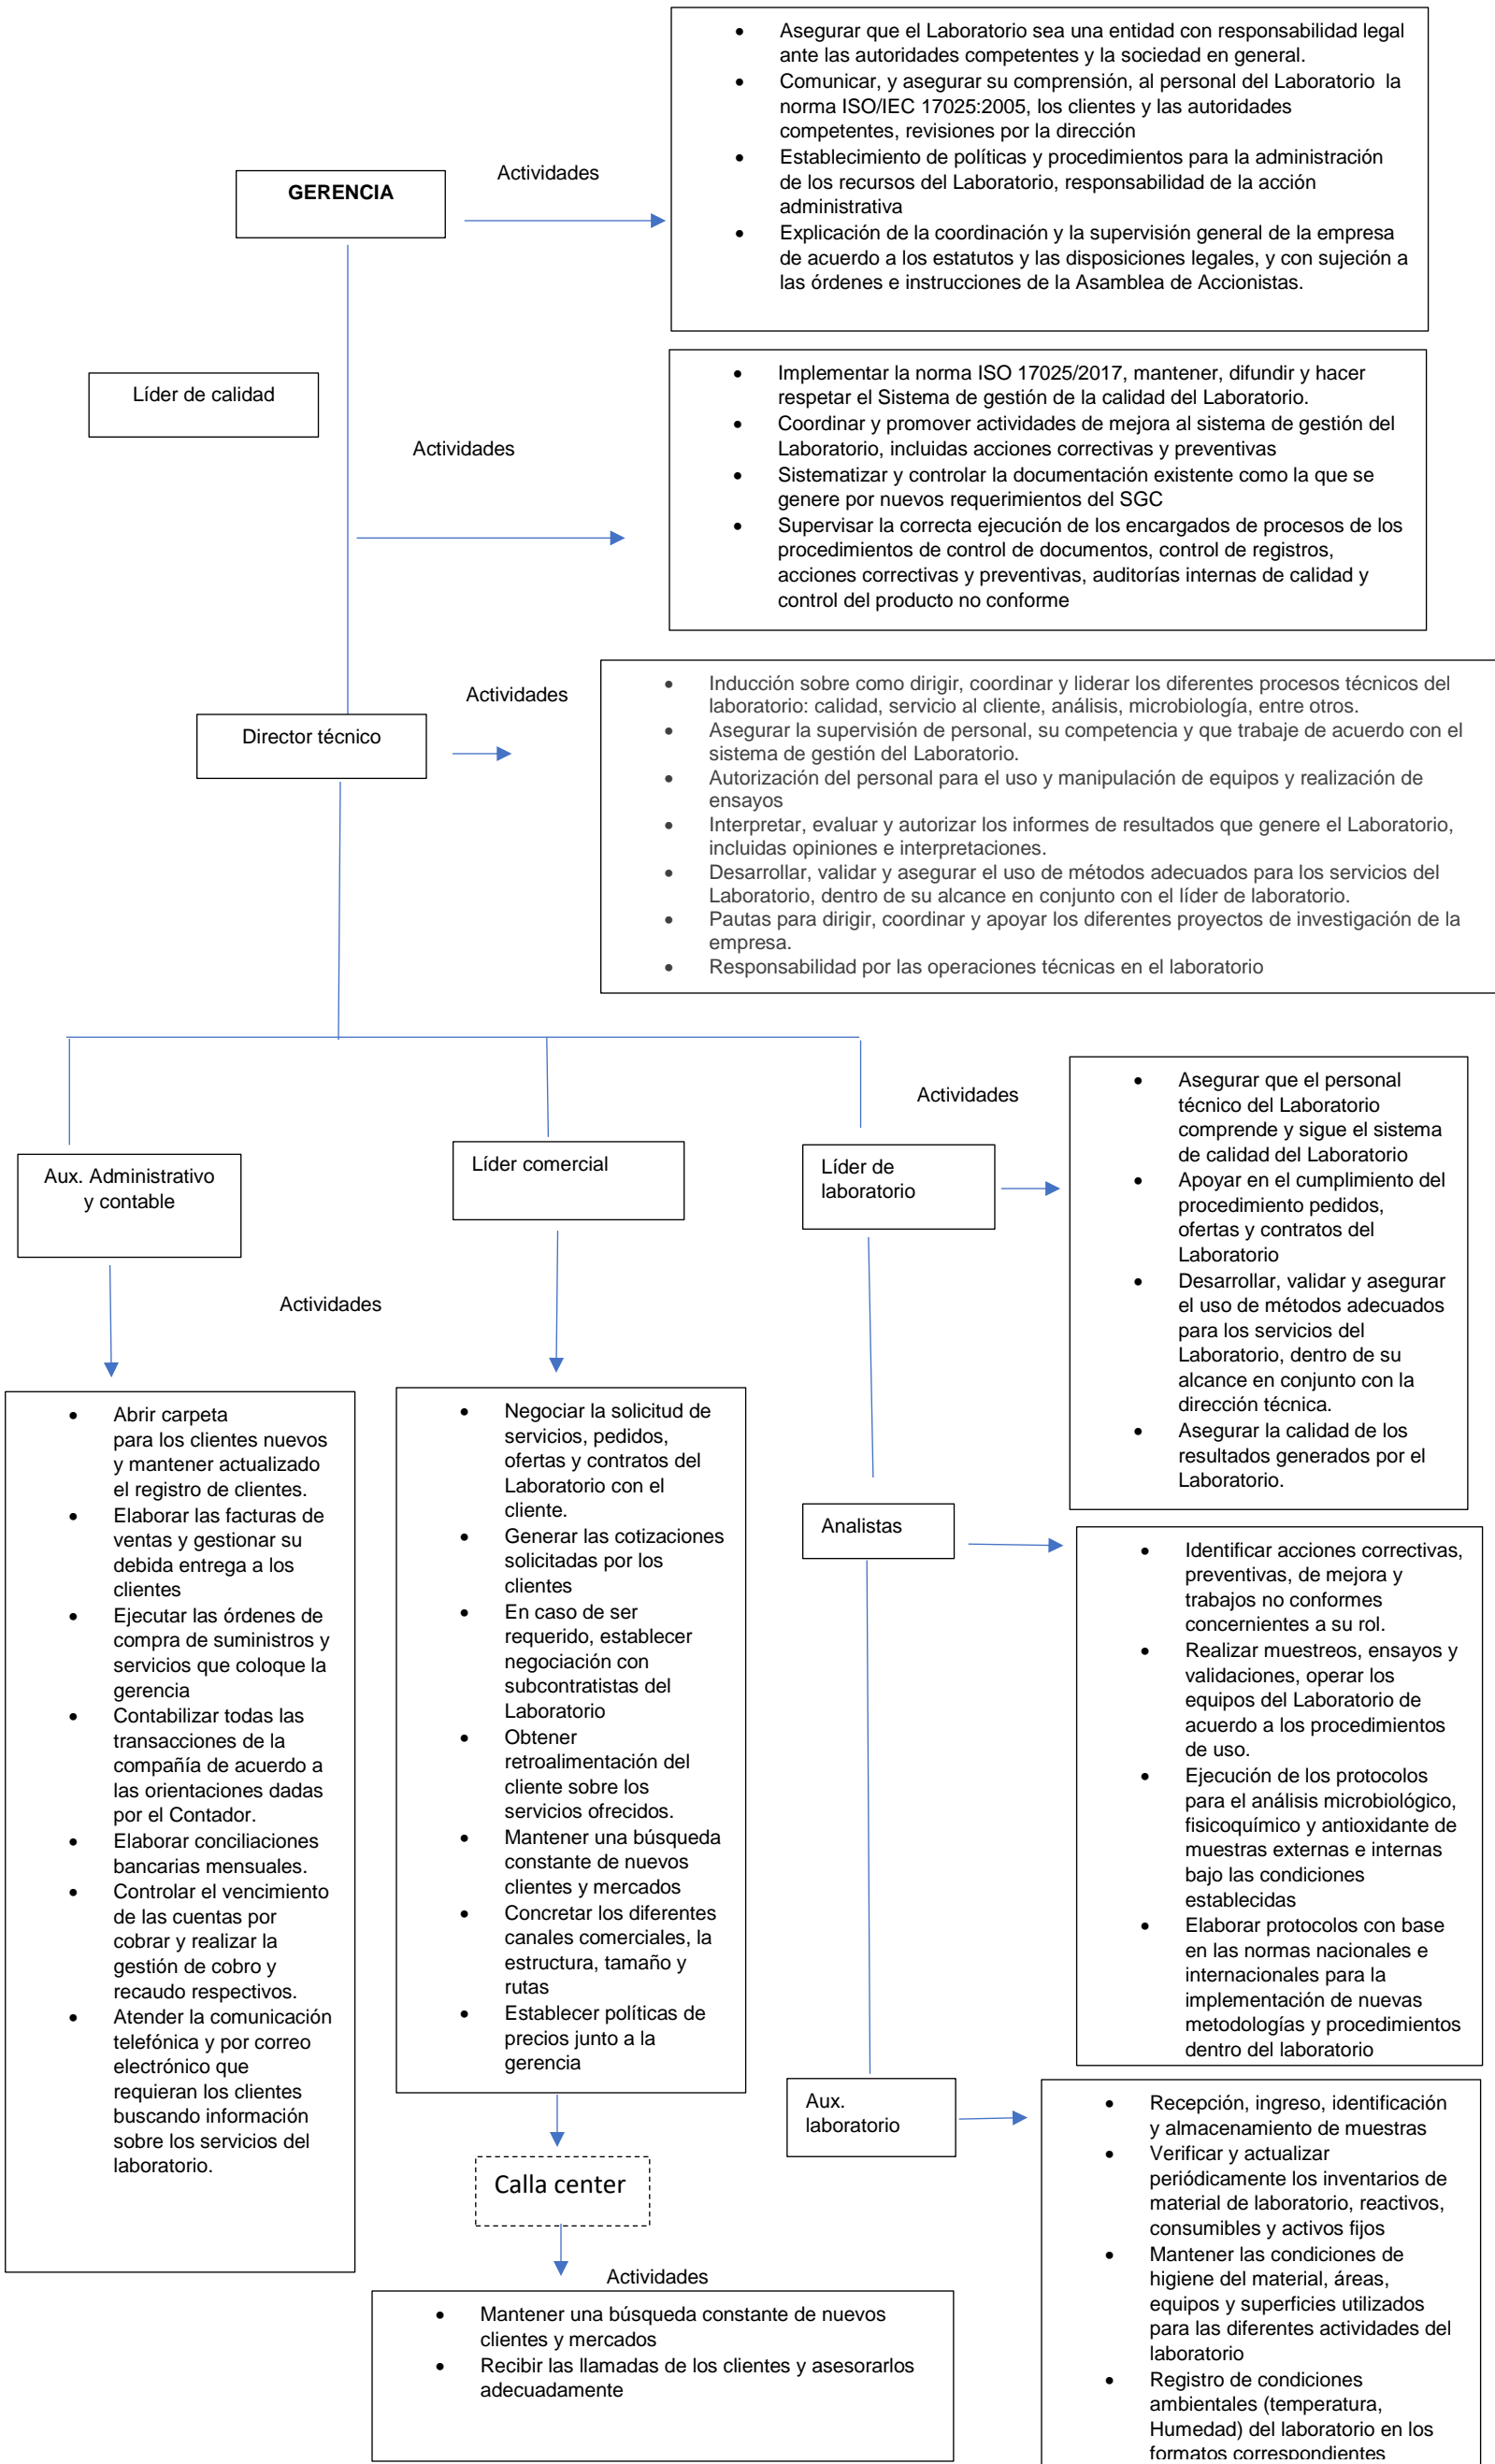 GERENCIA
Actividades
• Asegurar que el Laboratorio sea una entidad con responsabilidad legal
ante las autoridades competentes y la sociedad en general.
• Comunicar, y asegurar su comprensión, al personal del Laboratorio  la
norma ISO/IEC 17025:2005, los clientes y las autoridades
competentes, revisiones por la dirección
• Establecimiento de políticas y procedimientos para la administración
de los recursos del Laboratorio, responsabilidad de la acción
administrativa
• Explicación de la coordinación y la supervisión general de la empresa
de acuerdo a los estatutos y las disposiciones legales, y con sujeción a
las órdenes e instrucciones de la Asamblea de Accionistas.
Líder de calidad
Actividades
• Implementar la norma ISO 17025/2017, mantener, difundir y hacer
respetar el Sistema de gestión de la calidad del Laboratorio.
• Coordinar y promover actividades de mejora al sistema de gestión del
Laboratorio, incluidas acciones correctivas y preventivas
• Sistematizar y controlar la documentación existente como la que se
genere por nuevos requerimientos del SGC
• Supervisar la correcta ejecución de los encargados de procesos de los
procedimientos de control de documentos, control de registros,
acciones correctivas y preventivas, auditorías internas de calidad y
control del producto no conforme
Director técnico
Actividades
• Inducción sobre como dirigir, coordinar y liderar los diferentes procesos técnicos del
laboratorio: calidad, servicio al cliente, análisis, microbiología, entre otros.
• Asegurar la supervisión de personal, su competencia y que trabaje de acuerdo con el
sistema de gestión del Laboratorio.
• Autorización del personal para el uso y manipulación de equipos y realización de
ensayos
• Interpretar, evaluar y autorizar los informes de resultados que genere el Laboratorio,
incluidas opiniones e interpretaciones.
• Desarrollar, validar y asegurar el uso de métodos adecuados para los servicios del
Laboratorio, dentro de su alcance en conjunto con el líder de laboratorio.
• Pautas para dirigir, coordinar y apoyar los diferentes proyectos de investigación de la
empresa.
• Responsabilidad por las operaciones técnicas en el laboratorio
Aux. Administrativo
y contable
Líder comercial
Actividades
• Abrir carpeta
para los clientes nuevos
y mantener actualizado
el registro de clientes.
• Elaborar las facturas de
ventas y gestionar su
debida entrega a los
clientes
• Ejecutar las órdenes de
compra de suministros y
servicios que coloque la
gerencia
• Contabilizar todas las
transacciones de la
compañía de acuerdo a
las orientaciones dadas
por el Contador.
• Elaborar conciliaciones
bancarias mensuales.
• Controlar el vencimiento
de las cuentas por
cobrar y realizar la
gestión de cobro y
recaudo respectivos.
• Atender la comunicación
telefónica y por correo
electrónico que
requieran los clientes
buscando información
sobre los servicios del
laboratorio.
• Negociar la solicitud de
servicios, pedidos,
ofertas y contratos del
Laboratorio con el
cliente.
• Generar las cotizaciones
solicitadas por los
clientes
• En caso de ser
requerido, establecer
negociación con
subcontratistas del
Laboratorio
• Obtener
retroalimentación del
cliente sobre los
servicios ofrecidos.
• Mantener una búsqueda
constante de nuevos
clientes y mercados
• Concretar los diferentes
canales comerciales, la
estructura, tamaño y
rutas
• Establecer políticas de
precios junto a la
gerencia
Calla center
Actividades
• Mantener una búsqueda constante de nuevos
clientes y mercados
• Recibir las llamadas de los clientes y asesorarlos
adecuadamente
Líder de
laboratorio
Actividades
• Asegurar que el personal
técnico del Laboratorio
comprende y sigue el sistema
de calidad del Laboratorio
• Apoyar en el cumplimiento del
procedimiento pedidos,
ofertas y contratos del
Laboratorio
• Desarrollar, validar y asegurar
el uso de métodos adecuados
para los servicios del
Laboratorio, dentro de su
alcance en conjunto con la
dirección técnica.
• Asegurar la calidad de los
resultados generados por el
Laboratorio.
Analistas
• Identificar acciones correctivas,
preventivas, de mejora y
trabajos no conformes
concernientes a su rol.
• Realizar muestreos, ensayos y
validaciones, operar los
equipos del Laboratorio de
acuerdo a los procedimientos
de uso.
• Ejecución de los protocolos
para el análisis microbiológico,
fisicoquímico y antioxidante de
muestras externas e internas
bajo las condiciones
establecidas
• Elaborar protocolos con base
en las normas nacionales e
internacionales para la
implementación de nuevas
metodologías y procedimientos
dentro del laboratorio
Aux.
laboratorio
• Recepción, ingreso, identificación
y almacenamiento de muestras
• Verificar y actualizar
periódicamente los inventarios de
material de laboratorio, reactivos,
consumibles y activos fijos
• Mantener las condiciones de
higiene del material, áreas,
equipos y superficies utilizados
para las diferentes actividades del
laboratorio
• Registro de condiciones
ambientales (temperatura,
Humedad) del laboratorio en los
formatos correspondientes